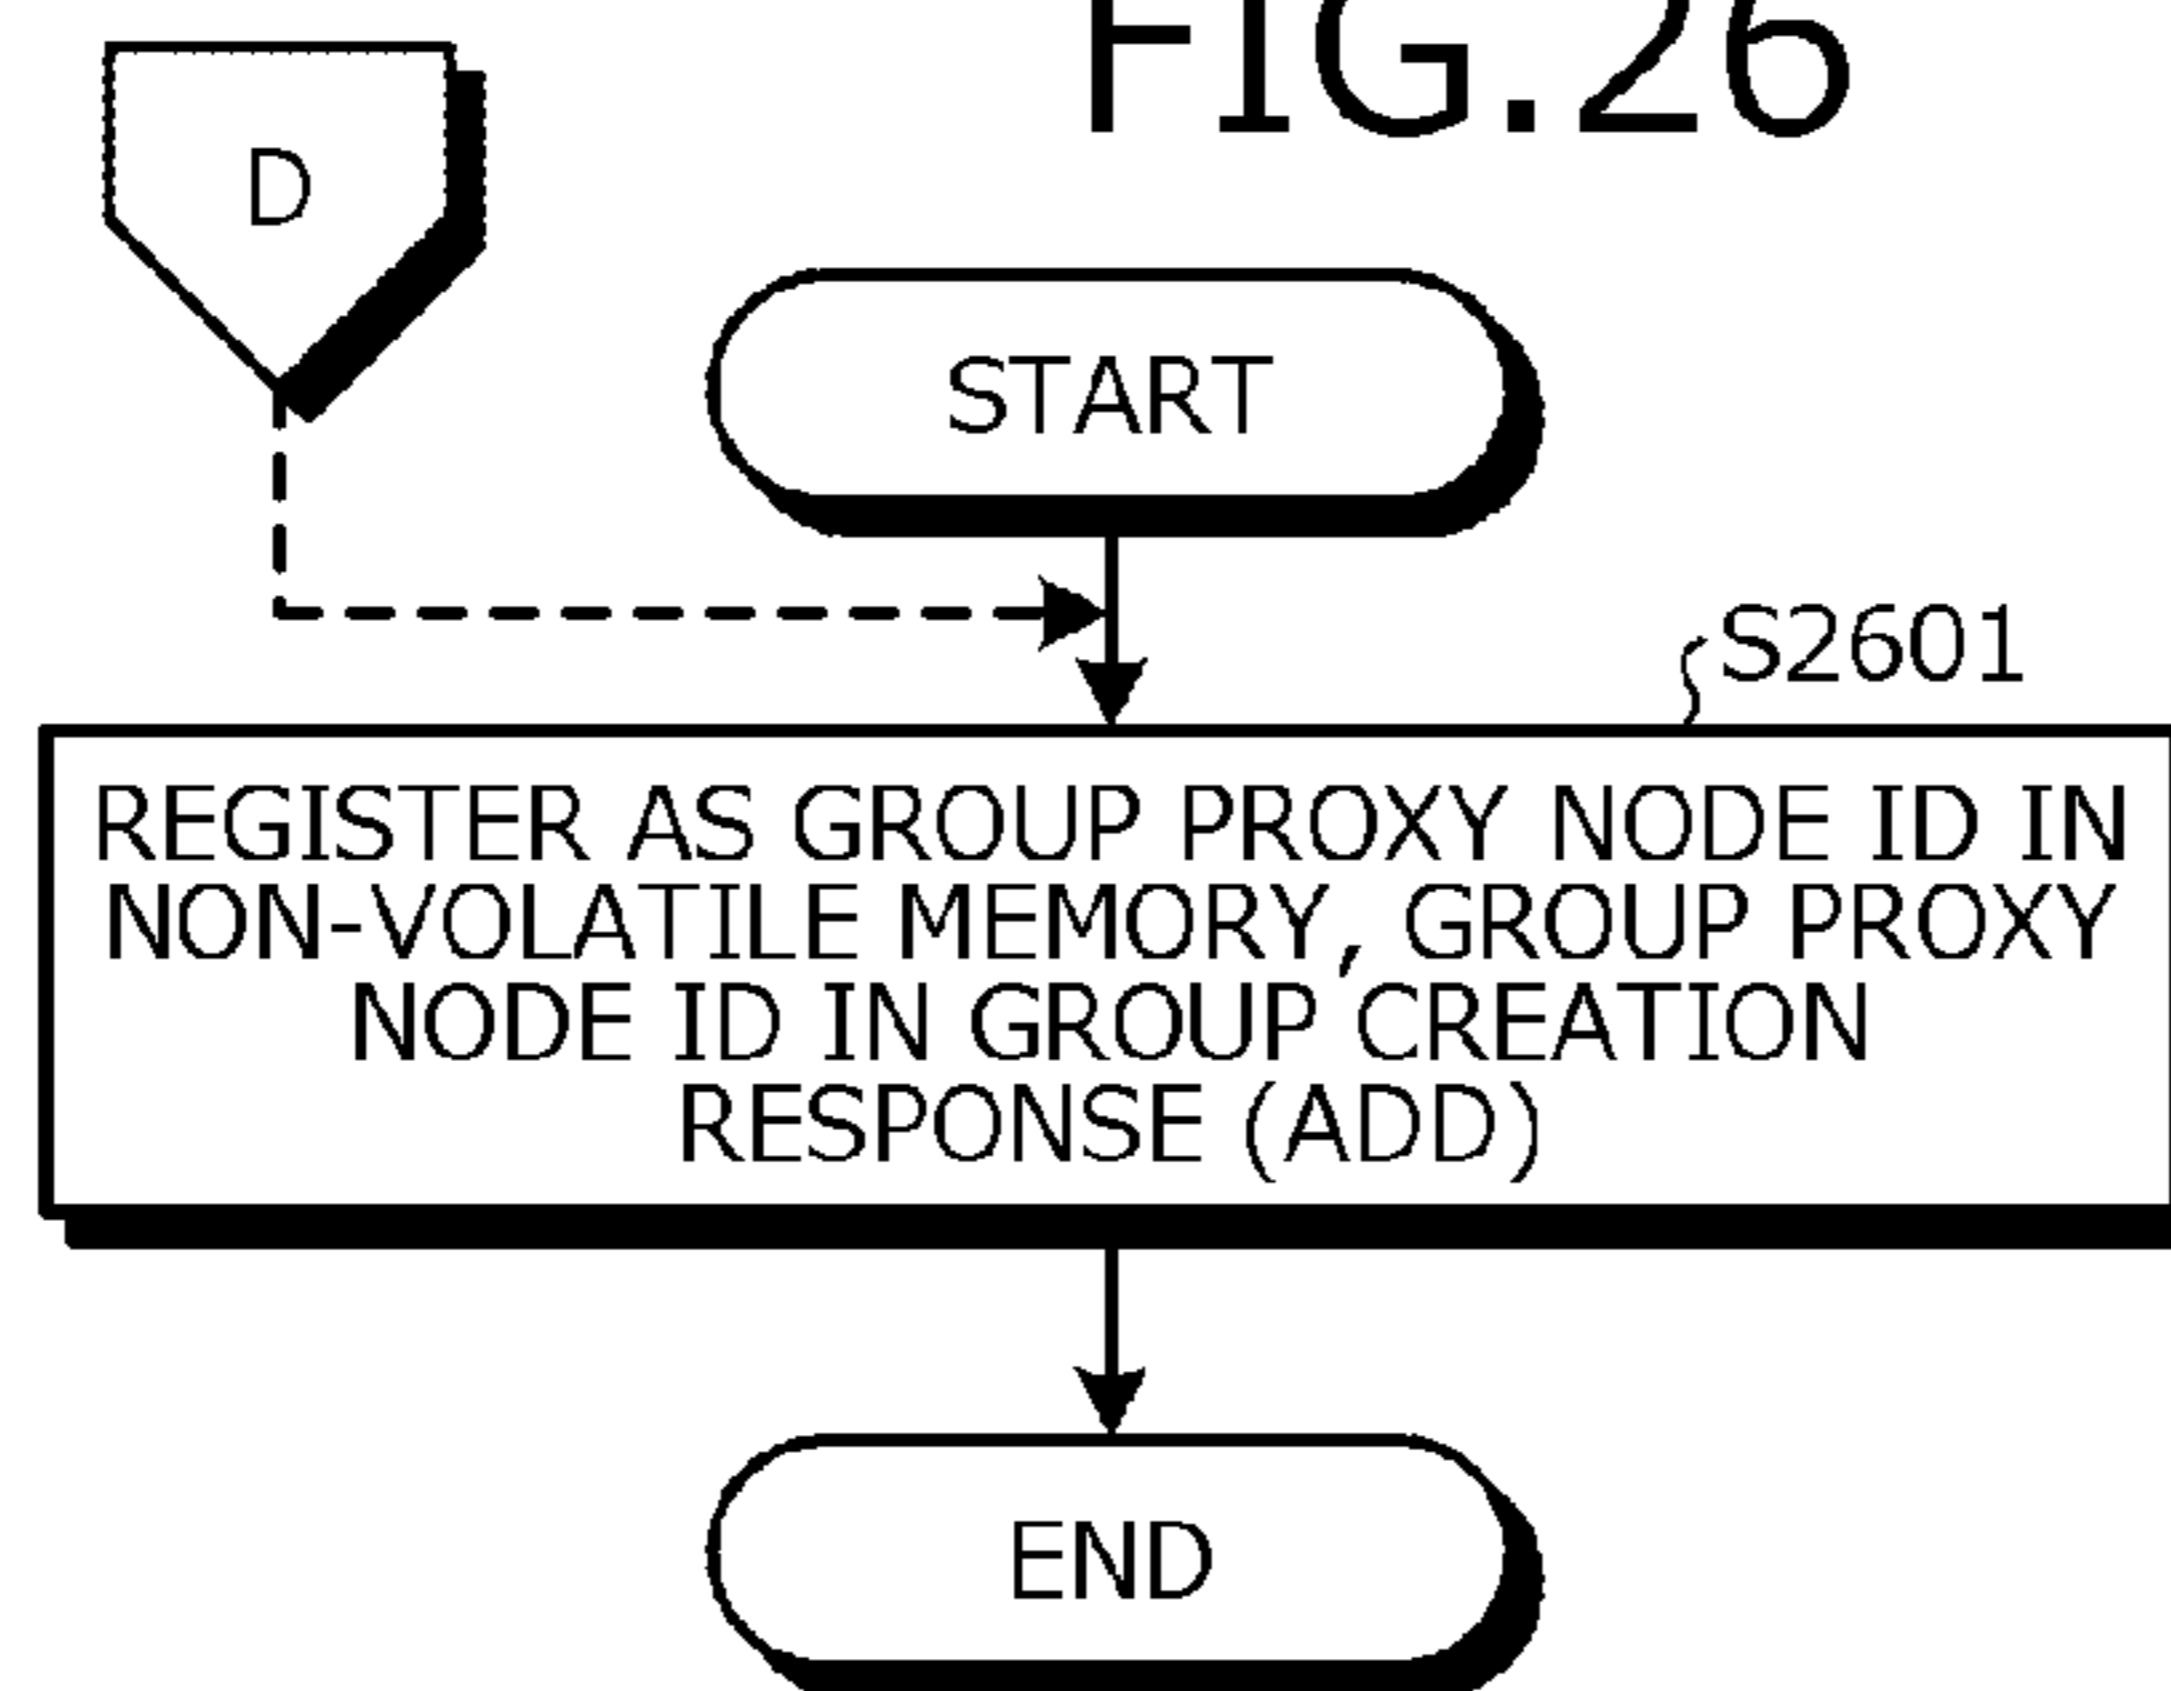 FIG.26
D
START
S2601
REGISTER AS GROUP PROXY NODE ID IN
NON-VOLATILE MEMORY, GROUP PROXY
NODE ID IN GROUP CREATION
RESPONSE (ADD)
END